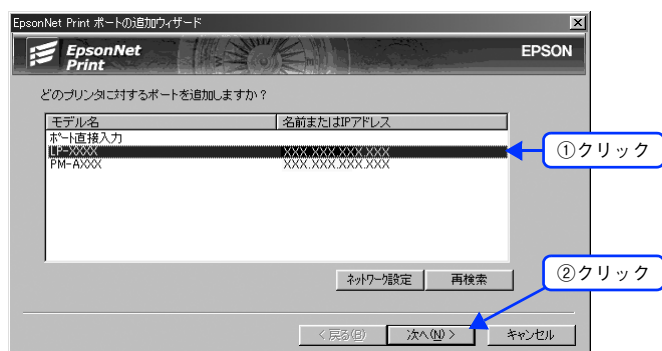 EpsonNet Print ポートの追加ウィザード
EpsonNet
Print
EPSON
どのプリンタに対するポートを追加しますか？
モデル名 名前またはIPアドレス
ポート直接入力
LP-XXXX XXX.XXX.XXX.XXX
PM-AXXX XXX.XXX.XXX.XXX
①クリック
ネットワーク設定 再検索
②クリック
< 戻る(B) 次へ(N) > キャンセル